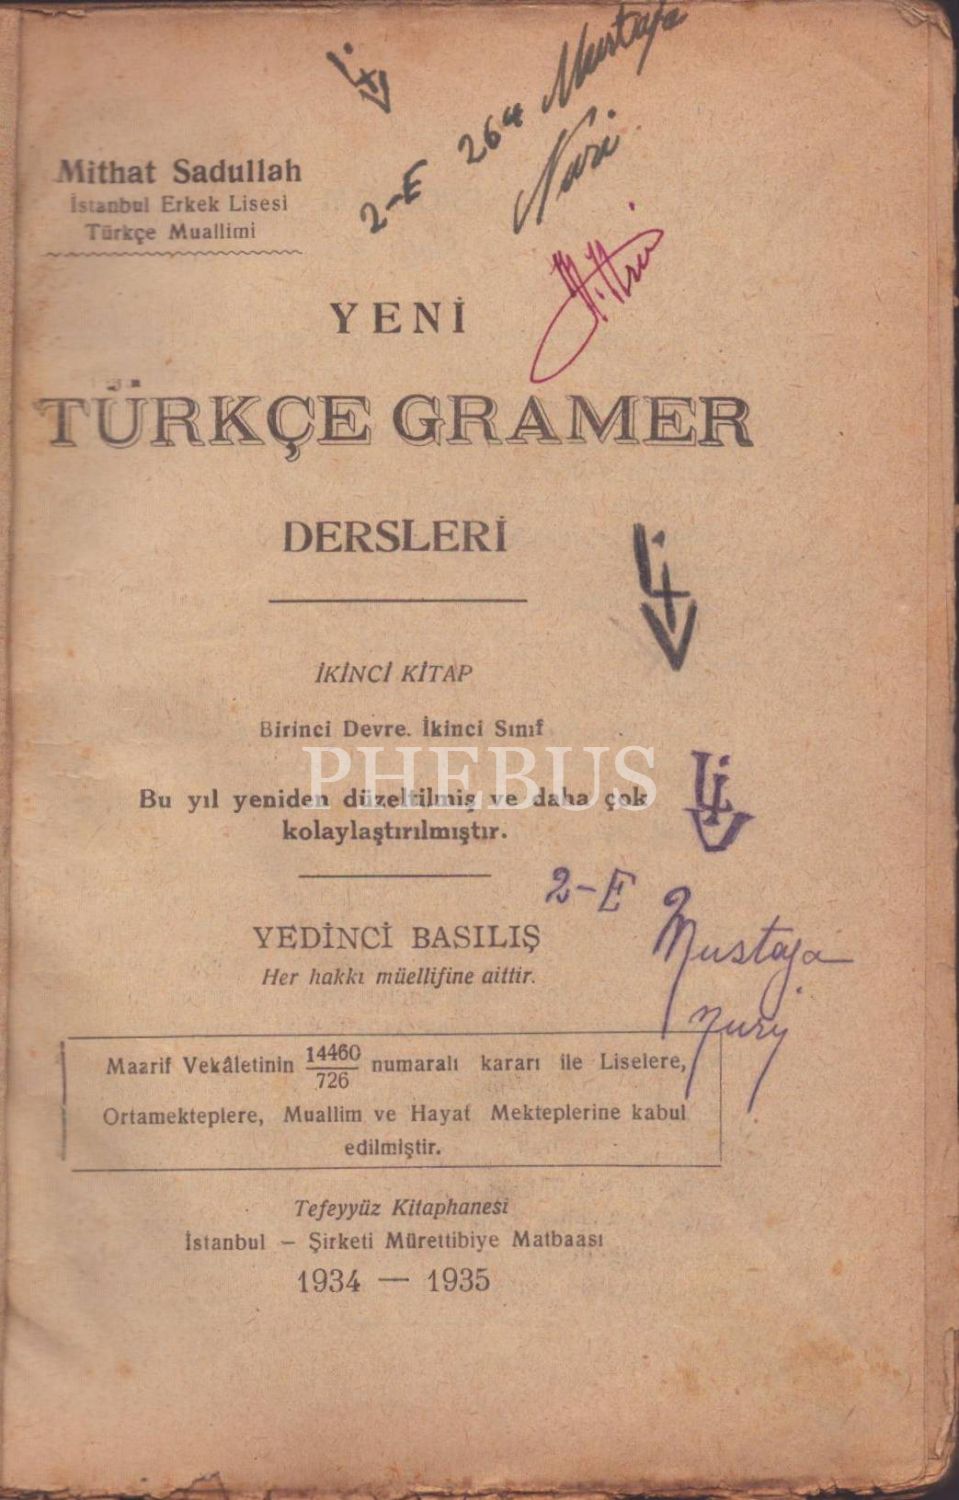 2-E 264 Mustafa
Nuri
Mithat Sadullah
İstanbul Erkek Lisesi
Türkçe Muallimi
YENİ
TÜRKÇE GRAMER
DERSLERİ
İKİNCİ KİTAP
Birinci Devre. İkinci Sınıf
PHEBUS
Bu yıl yeniden düzeltilmiş ve daha çok
kolaylaştırılmıştır.
2-E Mustafa
Nuri
YEDİNCİ BASILIŞ
Her hakkı müellifine aittir.
Maarif Vekâletinin 14460/726 numaralı kararı ile Liselere,
Ortamekteplere, Muallim ve Hayat Mekteplerine kabul
edilmiştir.
Tefeyyüz Kitaphanesi
İstanbul — Şirketi Mürettibiye Matbaası
1934 — 1935